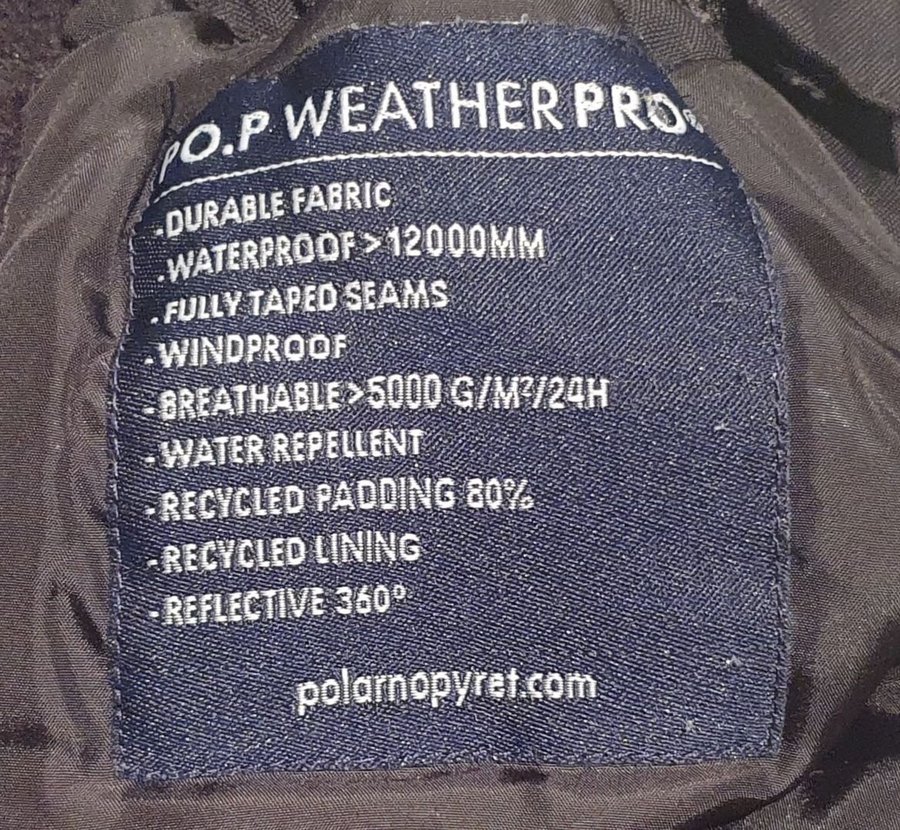 PO.P WEATHERPRO®
-DURABLE FABRIC
-WATERPROOF>12000MM
-FULLY TAPED SEAMS
-WINDPROOF
-BREATHABLE>5000 G/M²/24H
-WATER REPELLENT
-RECYCLED PADDING 80%
-RECYCLED LINING
-REFLECTIVE 360°
polarnopyret.com